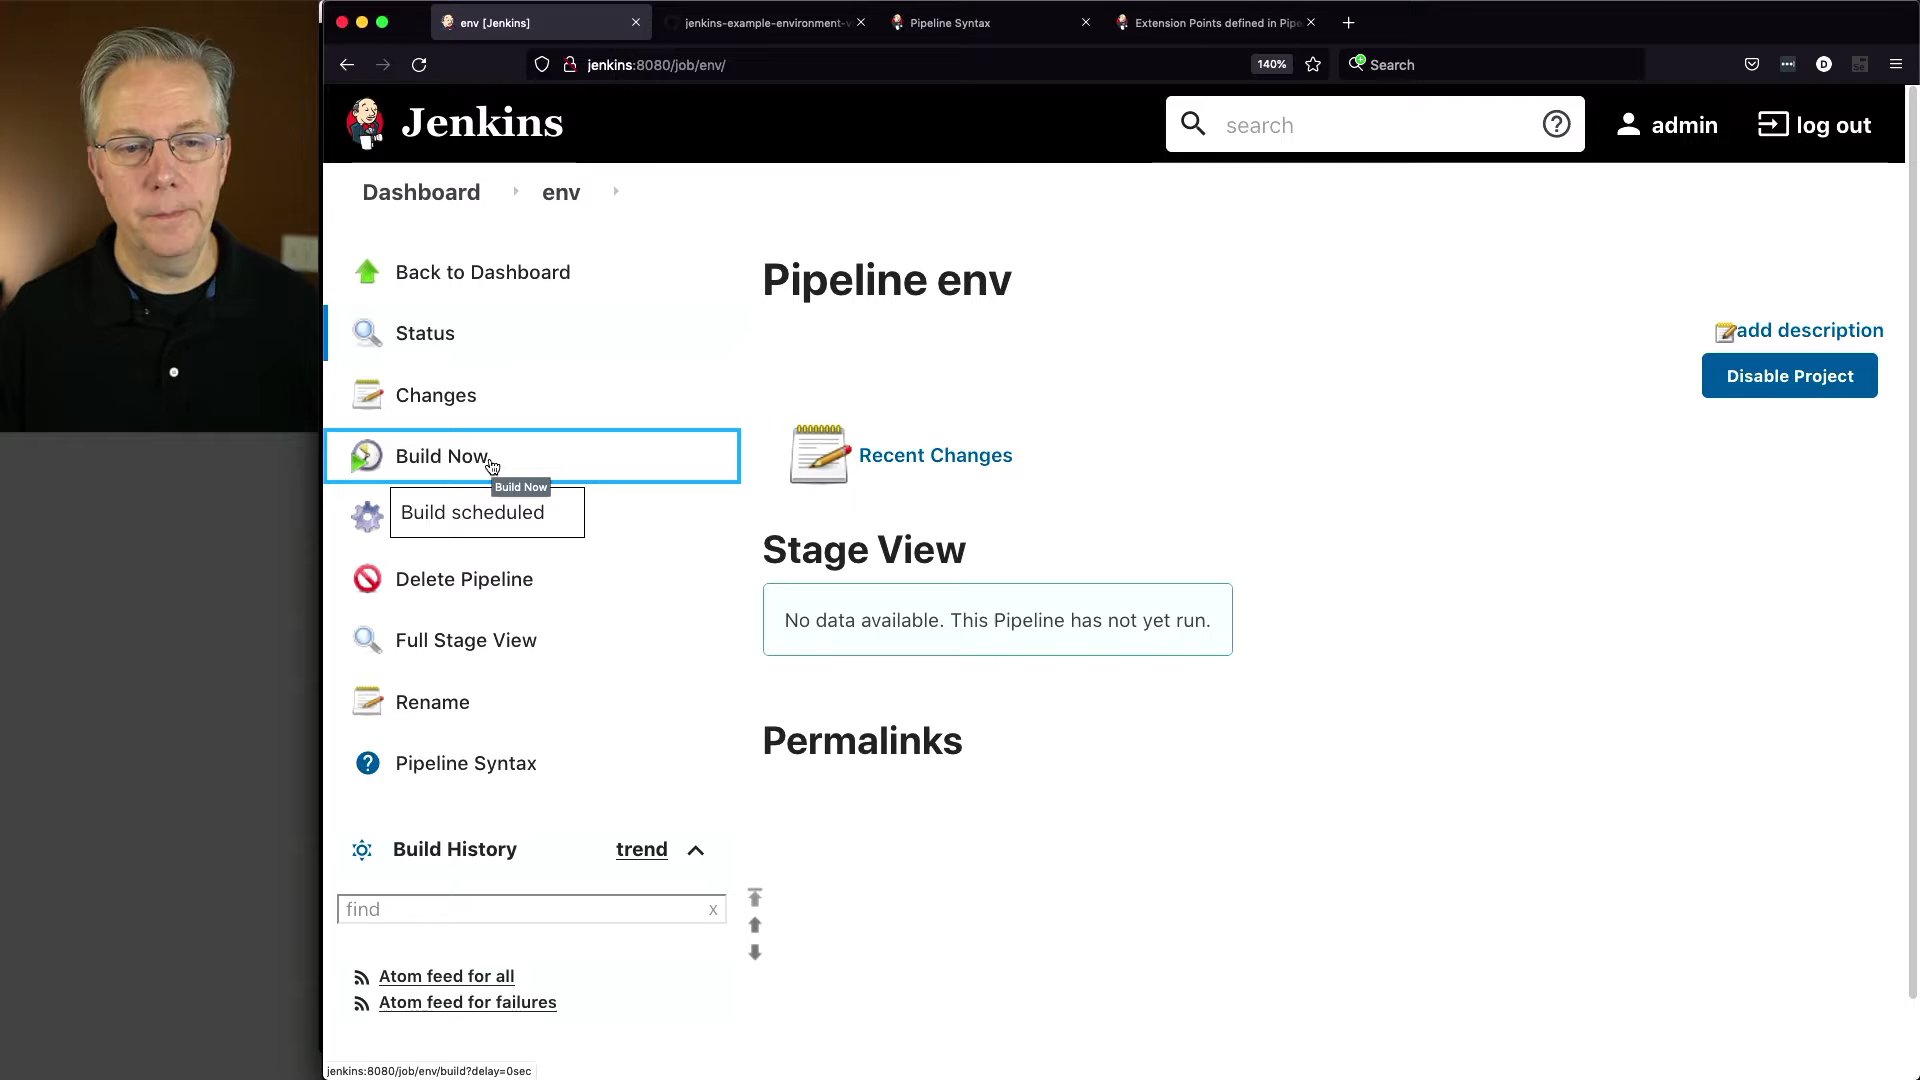 env [Jenkins]
jenkins-example-environment-v
Pipeline Syntax
Extension Points defined in Pipe
jenkins:8080/job/env/
140%
Search
Jenkins
search
admin
log out
Dashboard
env
Back to Dashboard
Pipeline env
add description
Status
Disable Project
Changes
Build Now
Recent Changes
Build Now
Build scheduled
Stage View
Delete Pipeline
No data available. This Pipeline has not yet run.
Full Stage View
Rename
Permalinks
Pipeline Syntax
Build History
trend
find
x
Atom feed for all
Atom feed for failures
jenkins:8080/job/env/build?delay=0sec